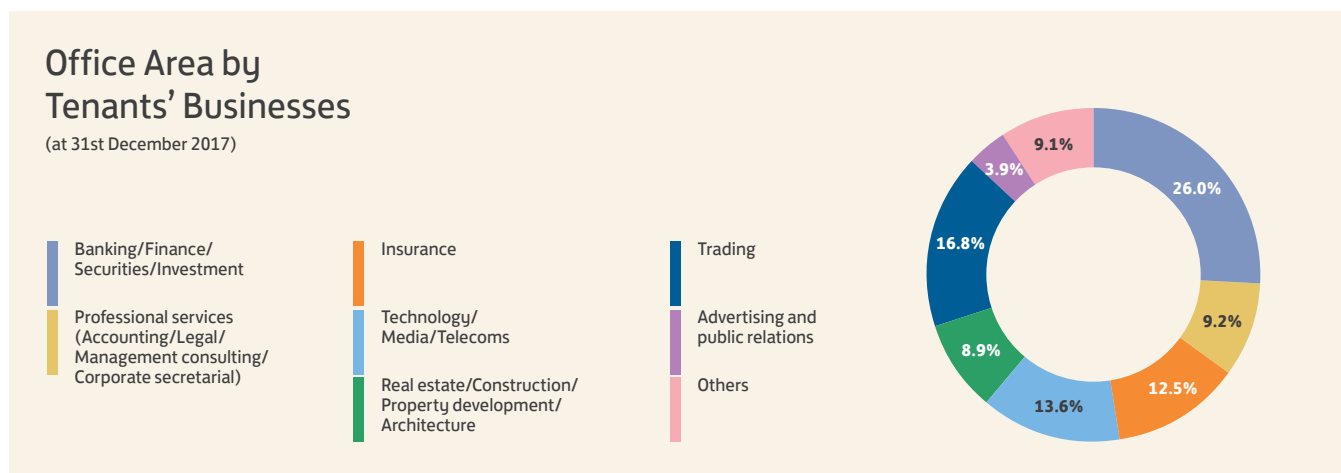 Office Area by
Tenants’ Businesses
(at 31st December 2017)
Banking/Finance/
Securities/Investment
Professional services
(Accounting/Legal/
Management consulting/
Corporate secretarial)
Insurance
Technology/
Media/Telecoms
Real estate/Construction/
Property development/
Architecture
Trading
Advertising and
public relations
Others
26.0%
9.2%
12.5%
13.6%
8.9%
16.8%
3.9%
9.1%